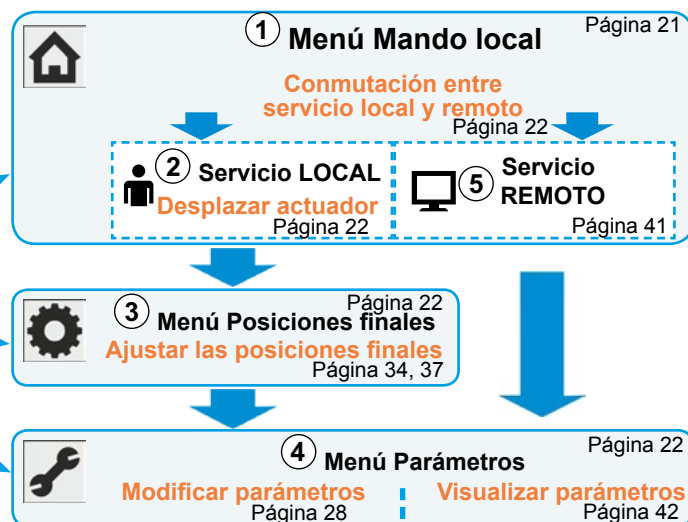 1 Menú Mando local Página 21
Conmutación entre
servicio local y remoto
Página 22
2 Servicio LOCAL
Desplazar actuador
Página 22
5 Servicio
REMOTO
Página 41
Página 22
3 Menú Posiciones finales
Ajustar las posiciones finales
Página 34, 37
4 Menú Parámetros Página 22
Modificar parámetros
Página 28
Visualizar parámetros
Página 42